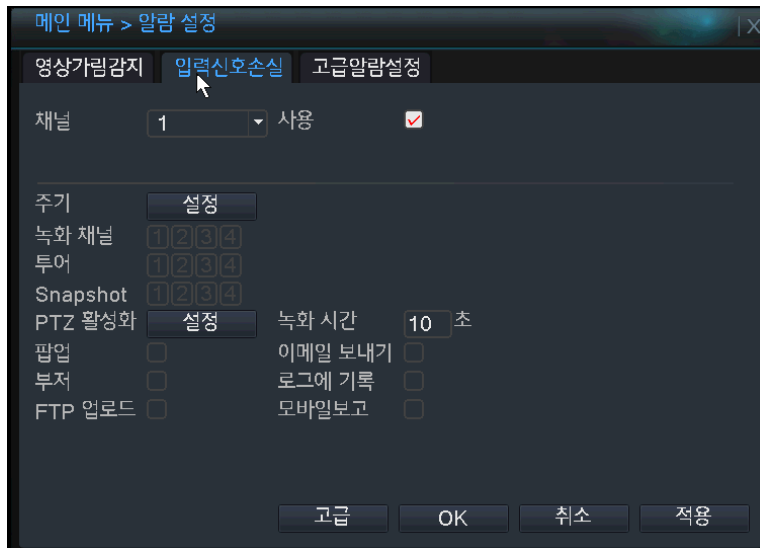 메인 메뉴 > 알람 설정 X
영상가림감지 입력신호손실 고급알람설정
채널 1 사용
주기 설정
녹화 채널 1 2 3 4
투어 1 2 3 4
Snapshot 1 2 3 4
PTZ 활성화 설정 녹화 시간 10 초
팝업 이메일 보내기
부저 로그에 기록
FTP 업로드 모바일보고
고급 OK 취소 적용